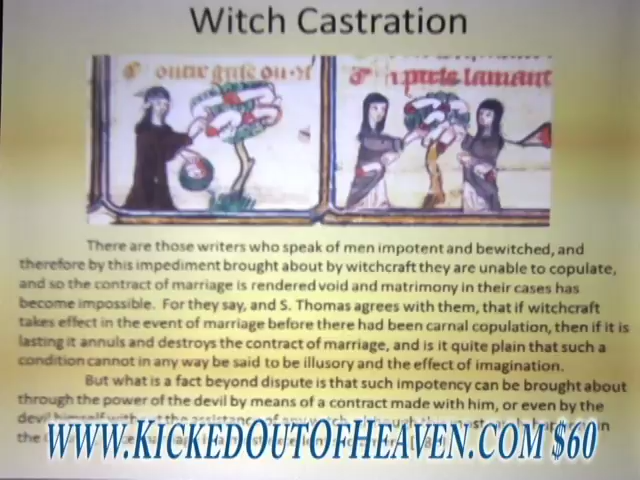 Witch Castration
There are those writers who speak of men impotent and bewitched, and
therefore by this impediment brought about by witchcraft they are unable to copulate,
and so the contract of marriage is rendered void and matrimony in their cases has
become impossible. For they say, and S. Thomas agrees with them, that if witchcraft
takes effect in the event of marriage before there had been carnal copulation, then if it is
lasting it annuls and destroys the contract of marriage, and is it quite plain that such a
condition cannot in any way be said to be illusory and the effect of imagination.
But what is a fact beyond dispute is that such impotency can be brought about
through the power of the devil by means of a contract made with him, or even by the
devil himself without the assistance of any witch
the
WWW.KICKEDOUTOFHEAVEN.COM $60